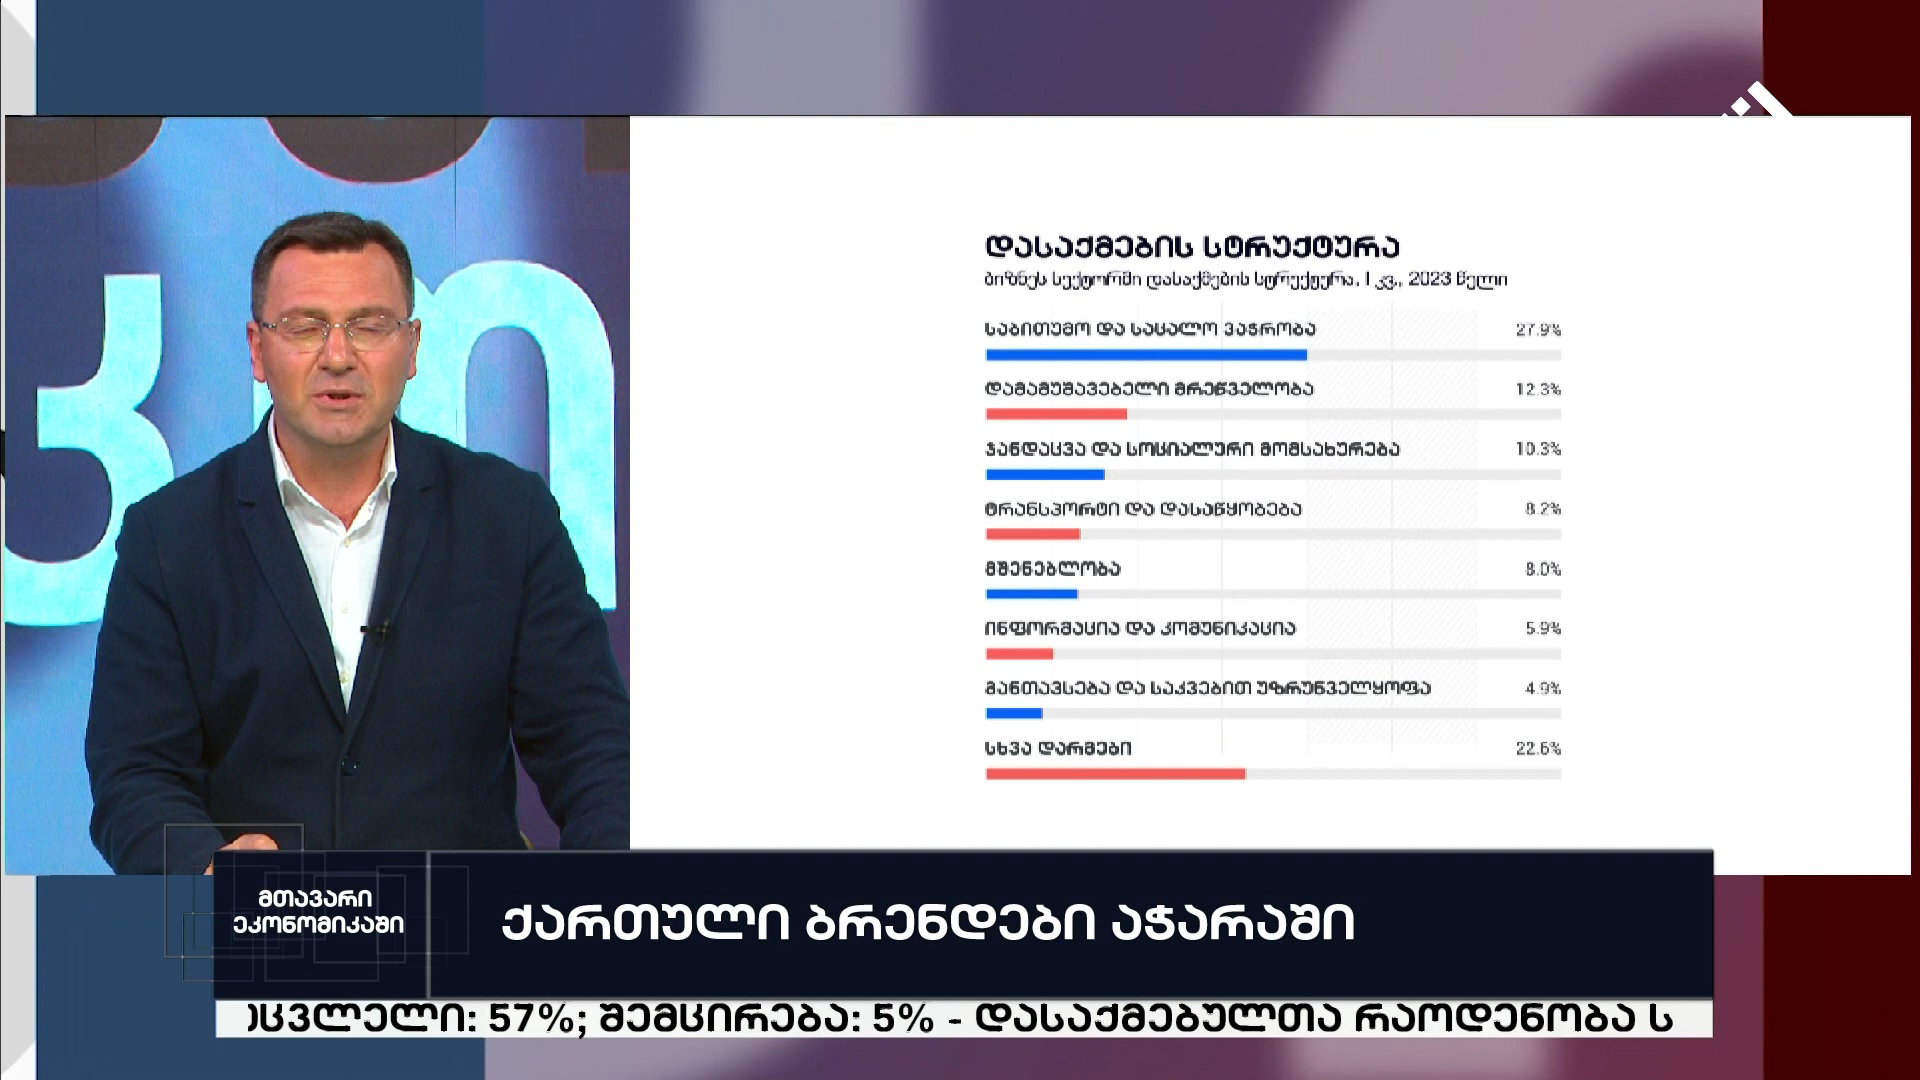 დასაქმების სტრუქტურა
ბიზნეს სექტორში დასაქმების სტრუქტურა, I კვ., 2023 წელი
საბითუმო და საცალო ვაჭრობა 27.9%
დამამუშავებელი მრეწველობა 12.3%
ჯანდაცვა და სოციალური მომსახურება 10.3%
ტრანსპორტი და დასაწყობება 8.2%
მშენებლობა 8.0%
ინფორმაცია და კომუნიკაცია 5.9%
განთავსება და საკვებით უზრუნველყოფა 4.9%
სხვა დარგები 22.6%
მთავარი
ეკონომიკაში
ქართული ბრენდები აჭარაში
ცვლელი: 57%; შემცირება: 5% - დასაქმებულთა რაოდენობა ს